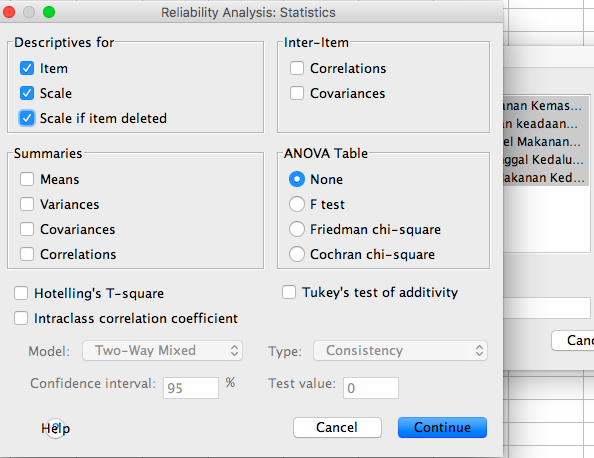 Reliability Analysis: Statistics
Descriptives for
Item
Scale
Scale if item deleted
Inter-Item
Correlations
Covariances
Summaries
Means
Variances
Covariances
Correlations
ANOVA Table
None
F test
Friedman chi-square
Cochran chi-square
Hotelling's T-square
Tukey's test of additivity
Intraclass correlation coefficient
Model: Two-Way Mixed Type: Consistency
Confidence interval: 95 % Test value: 0
Help Cancel Continue
anan Kemas...
n keadaan...
el Makanan...
nggal Kedalu...
akanan Ked...
Canc